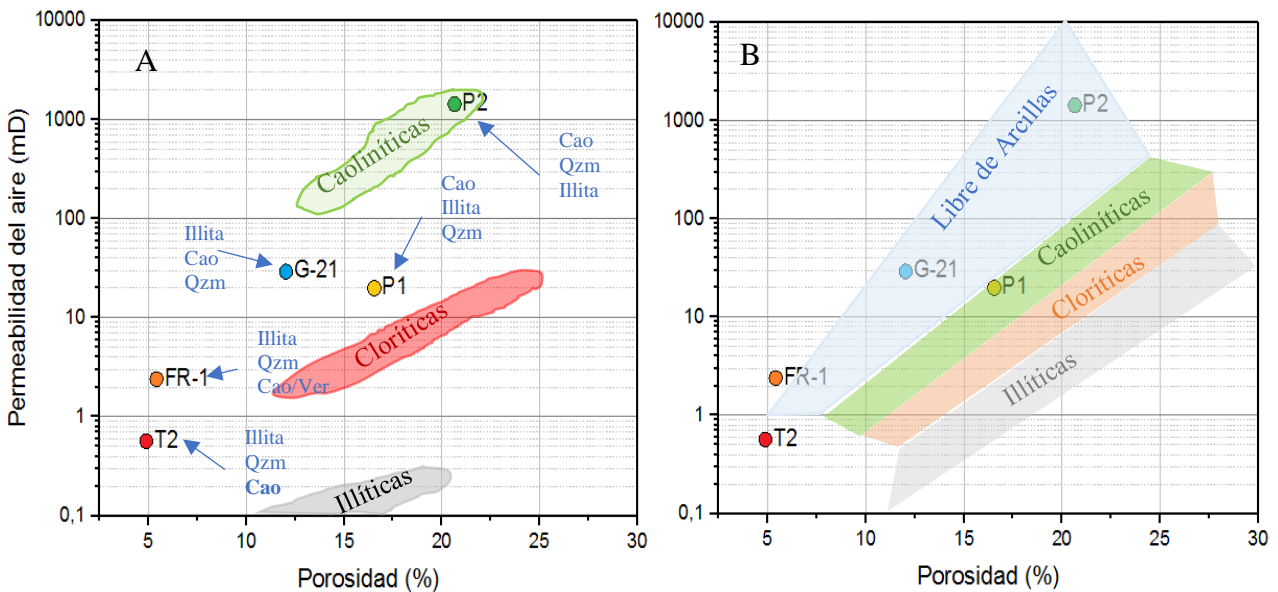 A
Permeabilidad del aire (mD)
10000
1000
100
10
1
0,1
5
10
15
20
25
30
Porosidad (%)
Caoliníticas
P2
Cao
Qzm
Illita
Cao
Illita
Qzm
Illita
Cao
Qzm
G-21
P1
Cloríticas
FR-1
Illita
Qzm
Cao/Ver
T2
Illita
Qzm
Cao
Illíticas
B
10000
1000
100
10
1
0,1
5
10
15
20
25
30
Porosidad (%)
Libre de Arcillas
P2
G-21
P1
Caoliníticas
Cloríticas
Illíticas
FR-1
T2